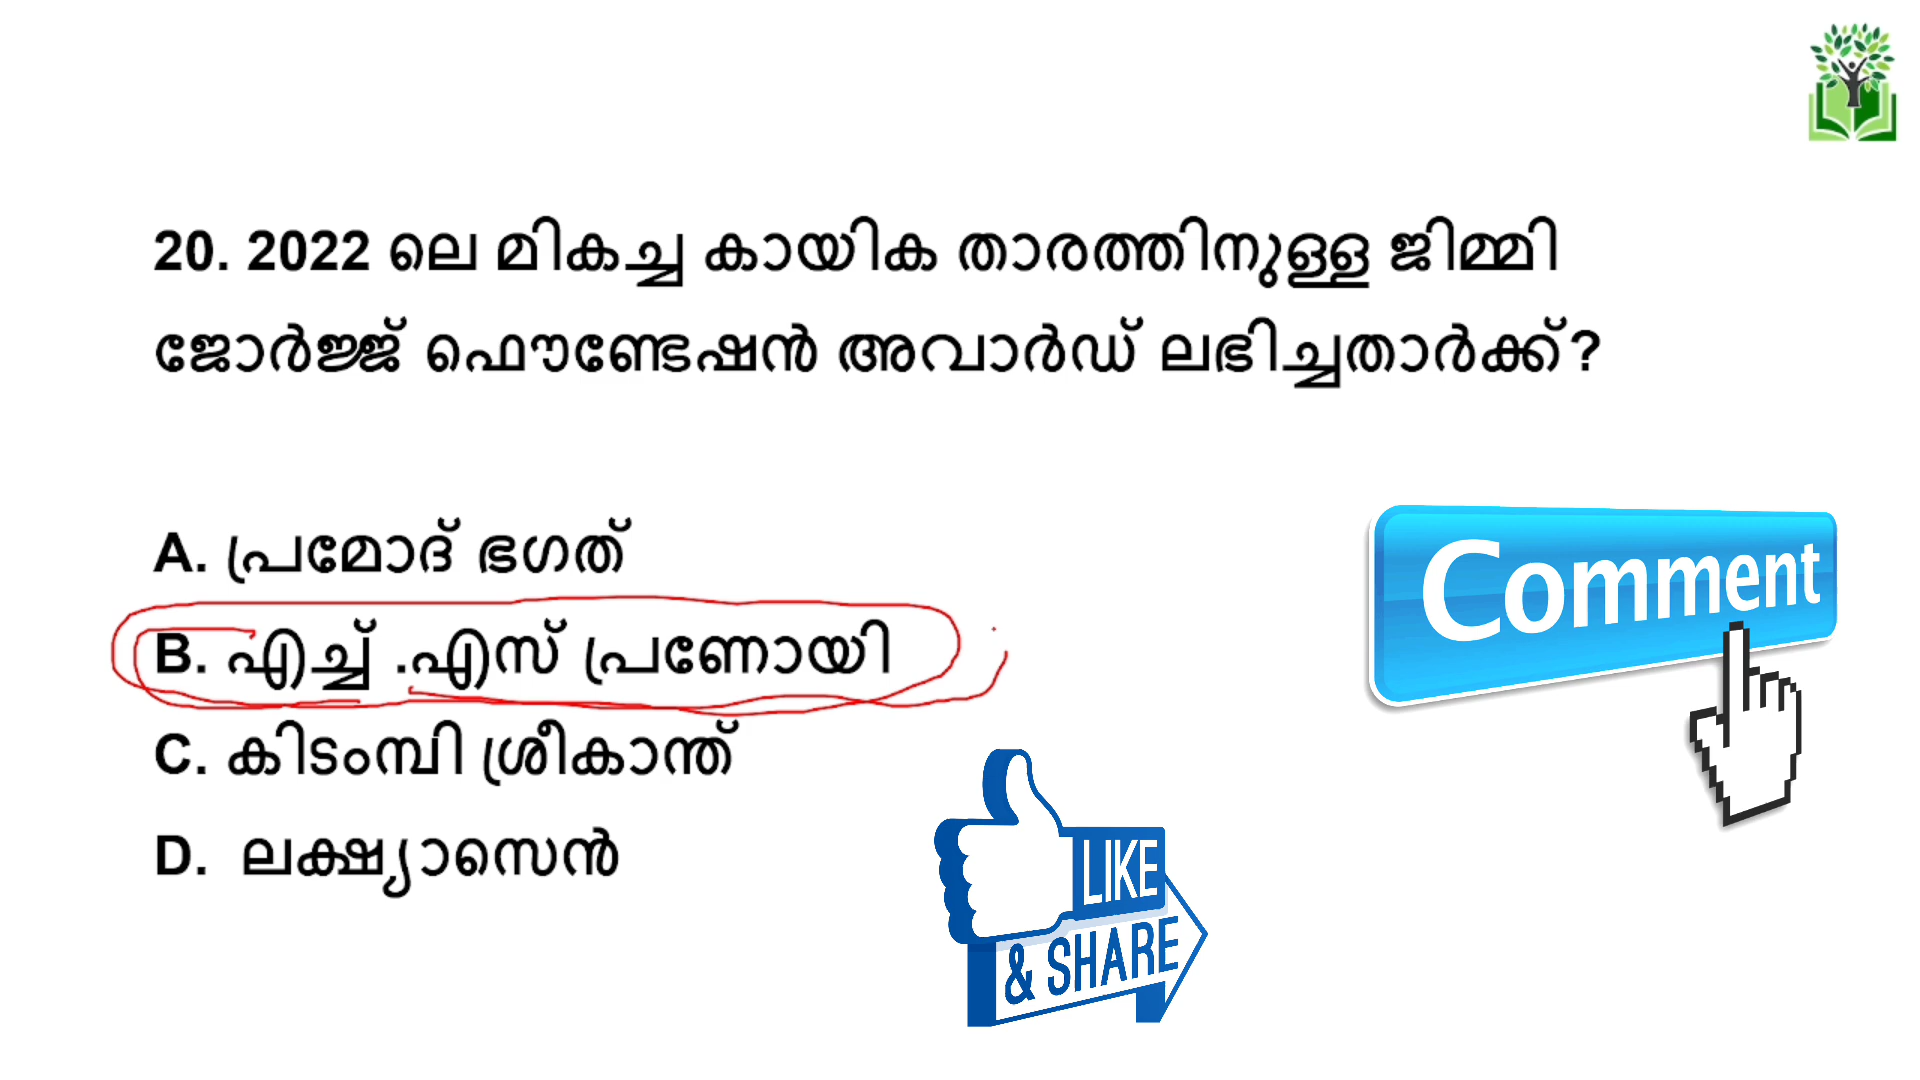 20. 2022 ലെ മികച്ച കായിക താരത്തിനുള്ള ജിമ്മി
ജോർജ്ജ് ഫൌണ്ടേഷൻ അവാർഡ് ലഭിച്ചതാർക്ക്?
A. പ്രമോദ് ഭഗത്
B. എച്ച് .എസ് പ്രണോയി
C. കിടംമ്പി ശ്രീകാന്ത്
D. ലക്ഷ്യാസെൻ
Comment
LIKE
& SHARE